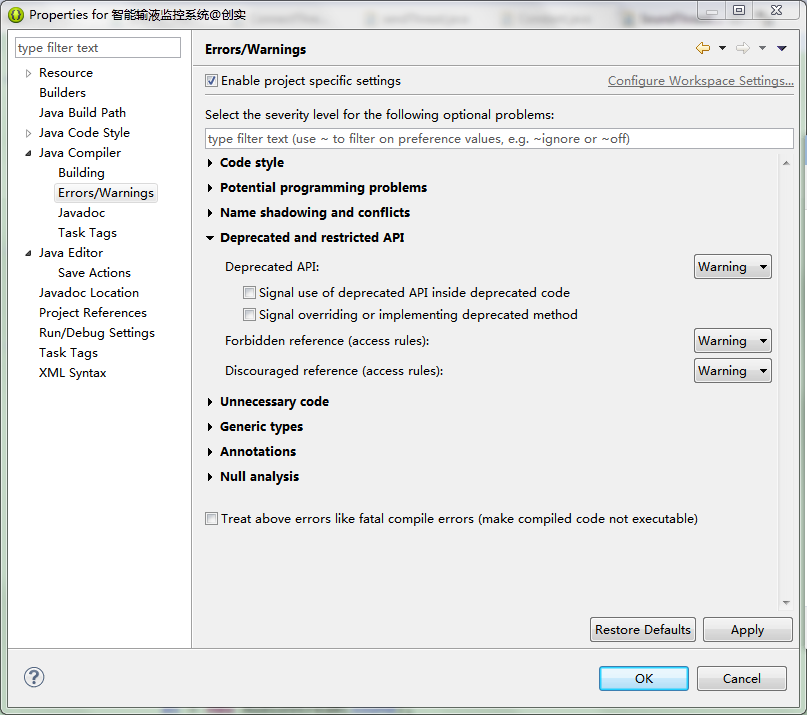 Properties for 智能输液监控系统@创实
type filter text
Resource
Builders
Java Build Path
Java Code Style
Java Compiler
Building
Errors/Warnings
Javadoc
Task Tags
Java Editor
Save Actions
Javadoc Location
Project References
Run/Debug Settings
Task Tags
XML Syntax
Errors/Warnings
Enable project specific settings
Configure Workspace Settings...
Select the severity level for the following optional problems:
type filter text (use ~ to filter on preference values, e.g. ~ignore or ~off)
Code style
Potential programming problems
Name shadowing and conflicts
Deprecated and restricted API
Deprecated API: Warning
Signal use of deprecated API inside deprecated code
Signal overriding or implementing deprecated method
Forbidden reference (access rules): Warning
Discouraged reference (access rules): Warning
Unnecessary code
Generic types
Annotations
Null analysis
Treat above errors like fatal compile errors (make compiled code not executable)
Restore Defaults Apply
? OK Cancel